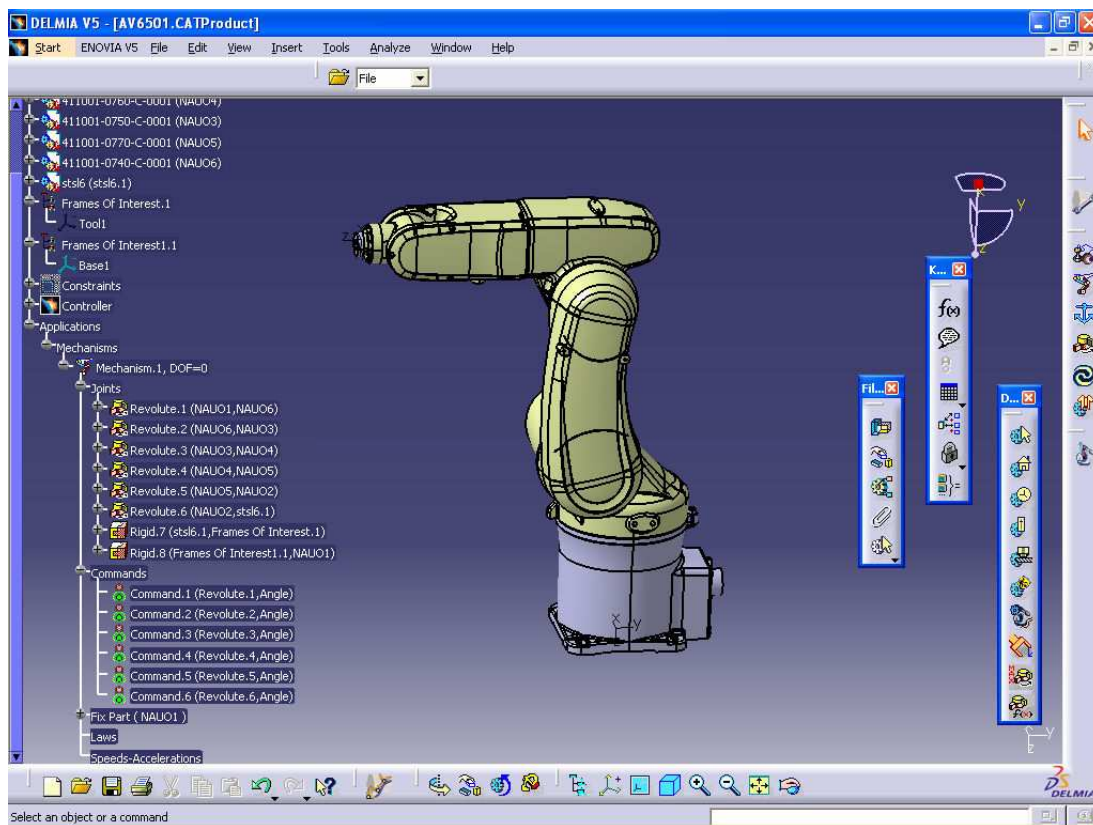 DELMIA V5 - [AV6501.CATProduct]
Start ENOVIA V5 File Edit View Insert Tools Analyze Window Help
File
411001-0760-C-0001 (NAUO4)
411001-0750-C-0001 (NAUO3)
411001-0770-C-0001 (NAUO5)
411001-0740-C-0001 (NAUO6)
stsl6 (stsl6.1)
Frames Of Interest.1
Tool1
Frames Of Interest1.1
Base1
Constraints
Controller
Applications
Mechanisms
Mechanism.1, DOF=0
Joints
Revolute.1 (NAUO1,NAUO6)
Revolute.2 (NAUO6,NAUO3)
Revolute.3 (NAUO3,NAUO4)
Revolute.4 (NAUO4,NAUO5)
Revolute.5 (NAUO5,NAUO2)
Revolute.6 (NAUO2,stsl6.1)
Rigid.7 (stsl6.1,Frames Of Interest.1)
Rigid.8 (Frames Of Interest1.1,NAUO1)
Commands
Command.1 (Revolute.1,Angle)
Command.2 (Revolute.2,Angle)
Command.3 (Revolute.3,Angle)
Command.4 (Revolute.4,Angle)
Command.5 (Revolute.5,Angle)
Command.6 (Revolute.6,Angle)
Fix Part ( NAUO1 )
Laws
Speeds-Accelerations
z
x y
y
z
K...
f(x)
Fil...
D...
f(x)
y
z
DELMIA
Select an object or a command